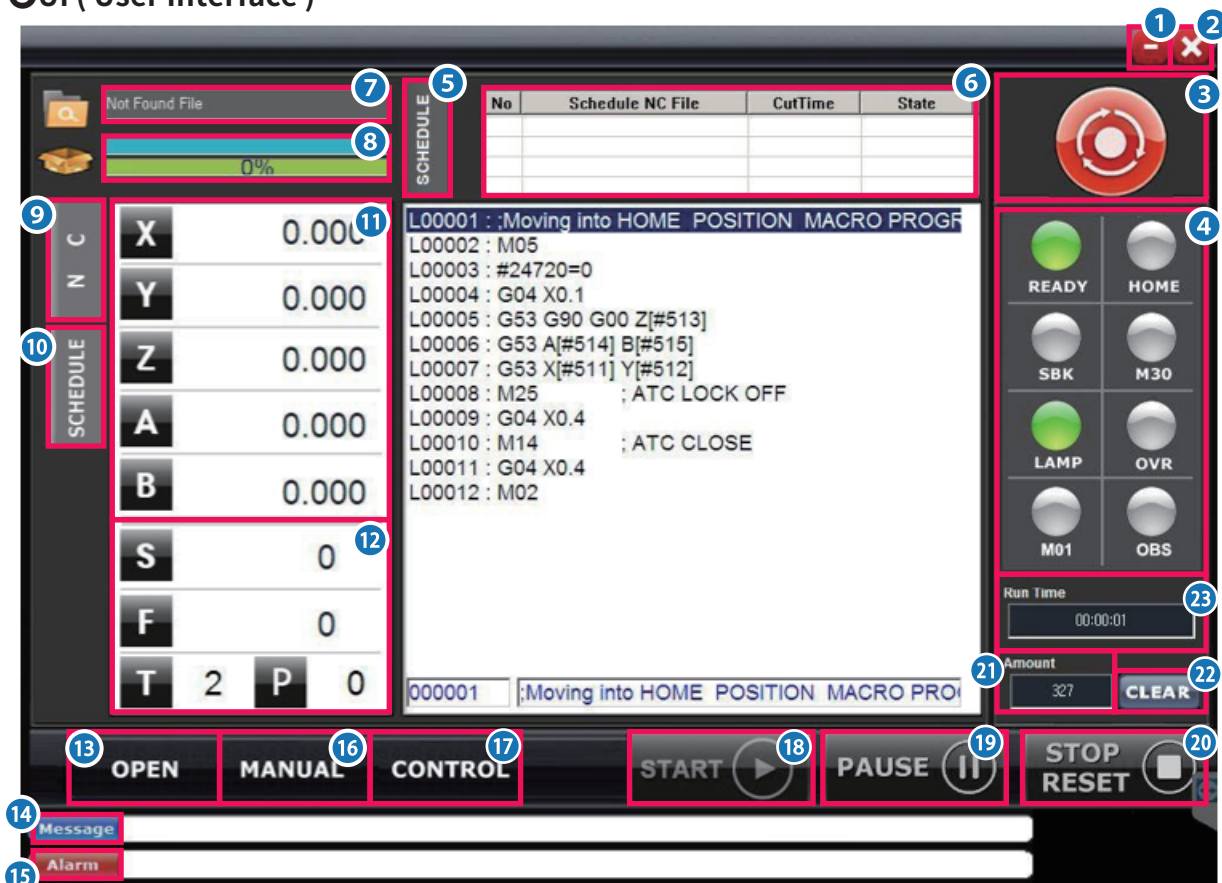 GUI ( User Interface )
1
2
7
Not Found File
8
0%
5
SCHEDULE
6
No Schedule NC File CutTime State
3
9
N C
10
SCHEDULE
11
X 0.000
Y 0.000
Z 0.000
A 0.000
B 0.000
12
S 0
F 0
T 2 P 0
L00001 : ;Moving into HOME POSITION MACRO PROGR
L00002 : M05
L00003 : #24720=0
L00004 : G04 X0.1
L00005 : G53 G90 G00 Z[#513]
L00006 : G53 A[#514] B[#515]
L00007 : G53 X[#511] Y[#512]
L00008 : M25 ; ATC LOCK OFF
L00009 : G04 X0.4
L00010 : M14 ; ATC CLOSE
L00011 : G04 X0.4
L00012 : M02
000001 ;Moving into HOME POSITION MACRO PRO
4
READY HOME
SBK M30
LAMP OVR
M01 OBS
23
Run Time
00:00:01
21
Amount
327
22
CLEAR
13
OPEN
16
MANUAL
17
CONTROL
18
START
19
PAUSE
20
STOP
RESET
14
Message
15
Alarm